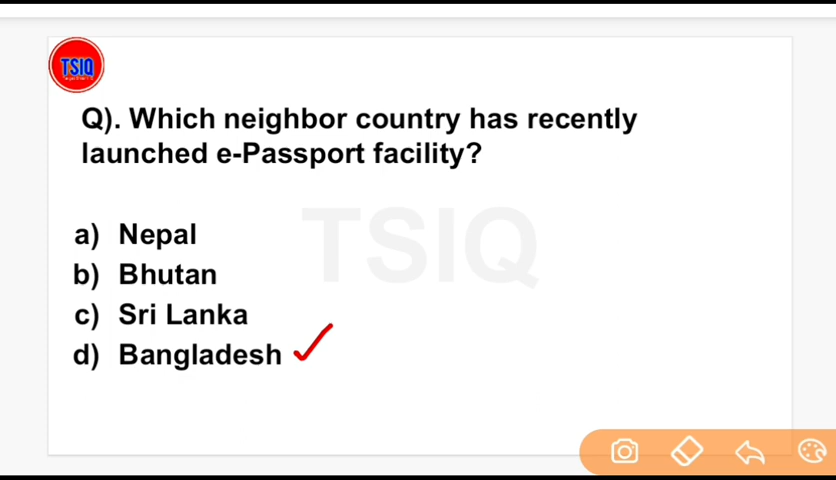 TSIQ
Q). Which neighbor country has recently
launched e-Passport facility?
TSIQ
a) Nepal
b) Bhutan
c) Sri Lanka
d) Bangladesh